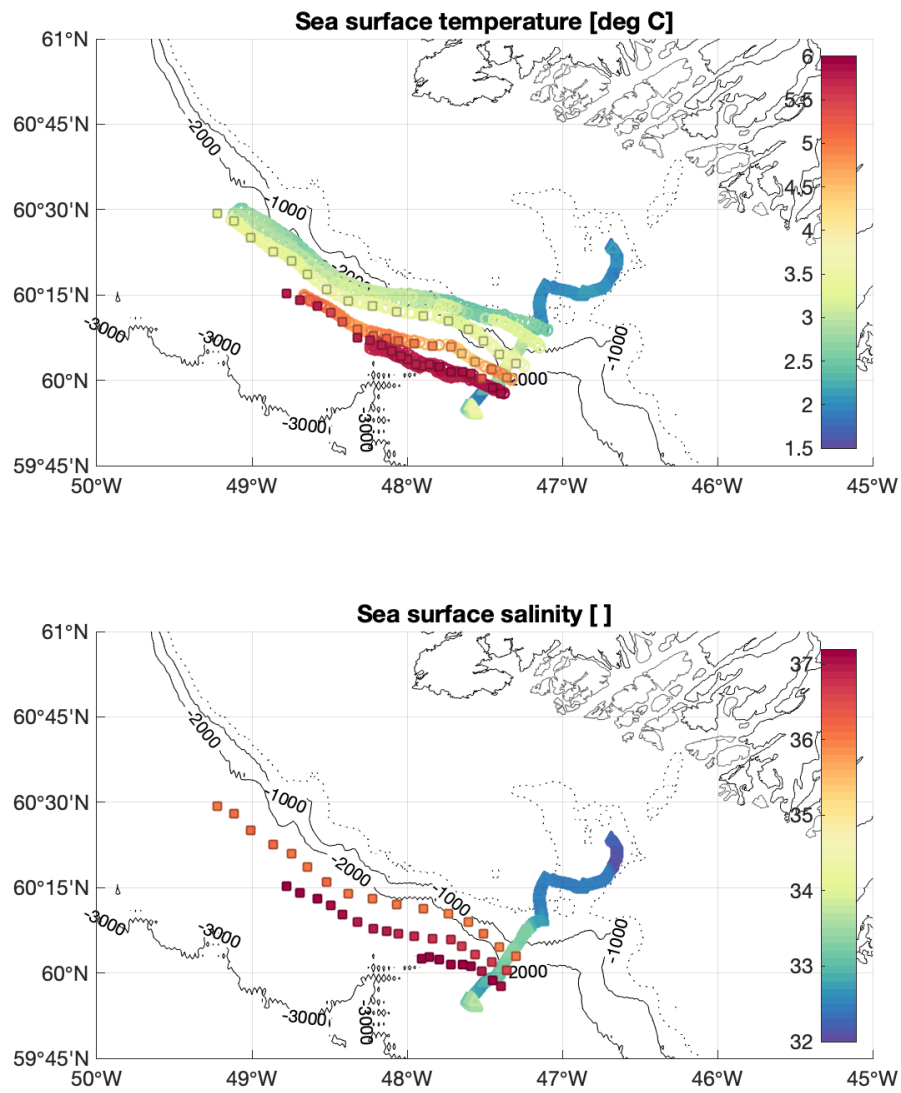 Sea surface temperature [deg C]
61°N
60°45'N
60°30'N
60°15'N
60°N
59°45'N
50°W
49°W
48°W
47°W
46°W
45°W
6
5.5
5
4.5
4
3.5
3
2.5
2
1.5
-2000
-1000
-2000
-3000
-3000
-1000
2000
-3000
-3000
Sea surface salinity [ ]
61°N
60°45'N
60°30'N
60°15'N
60°N
59°45'N
50°W
49°W
48°W
47°W
46°W
45°W
37
36
35
34
33
32
-2000
-1000
-2000
-1000
-3000
-3000
-1000
2000
-3000
-3000